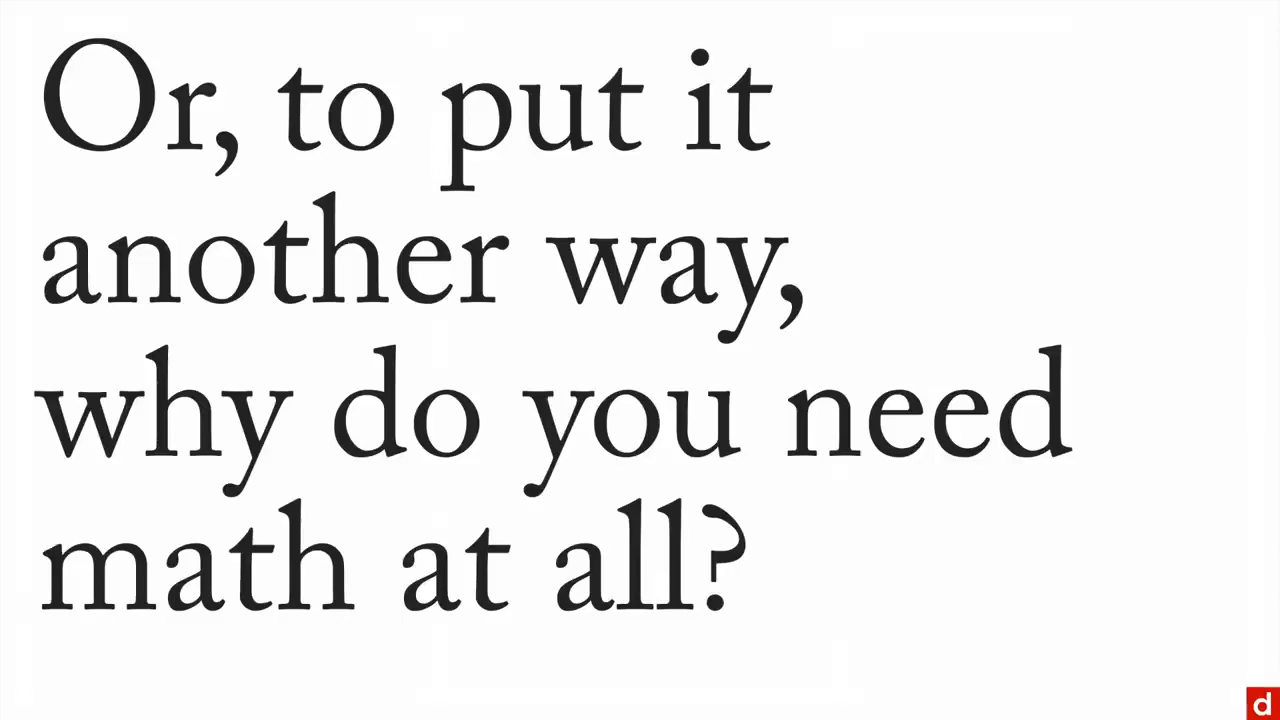 Or, to put it
another way,
why do you need
math at all?
d